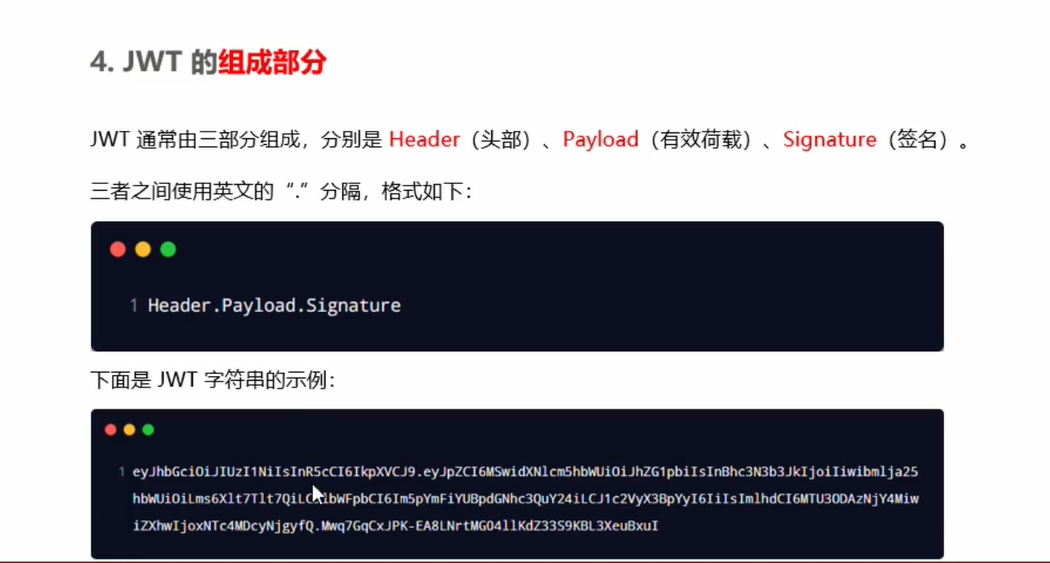 4. JWT 的组成部分
JWT 通常由三部分组成，分别是 Header（头部）、Payload（有效荷载）、Signature（签名）。
三者之间使用英文的“.”分隔，格式如下：
1 Header.Payload.Signature
下面是 JWT 字符串的示例：
1 eyJhbGciOiJIUzI1NiIsInR5cCI6IkpXVCJ9.eyJpZCI6MSwidXNlcm5hbWUiOiJhZG1pbiIsInBhc3N3b3JkIjoiIiwibmlja25
iZXhwIjoxNTc4MDcyNjgyfQ.Mwq7GqCxJPK-EA8LNrtMG04llKdZ33S9KBL3XeuBxuI